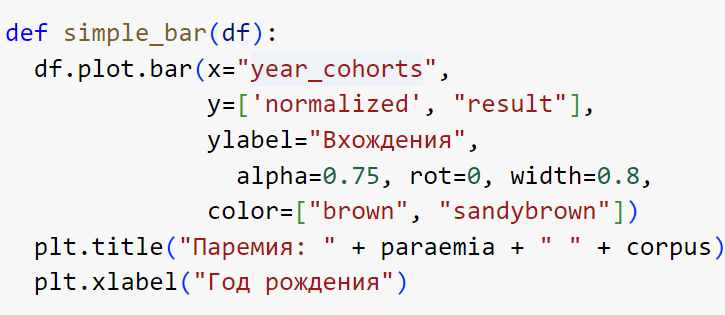 def simple_bar(df):
  df.plot.bar(x="year_cohorts",
              y=['normalized', "result"],
              ylabel="Вхождения",
                alpha=0.75, rot=0, width=0.8,
              color=["brown", "sandybrown"])
  plt.title("Паремия: " + paraemia + " " + corpus)
  plt.xlabel("Год рождения")